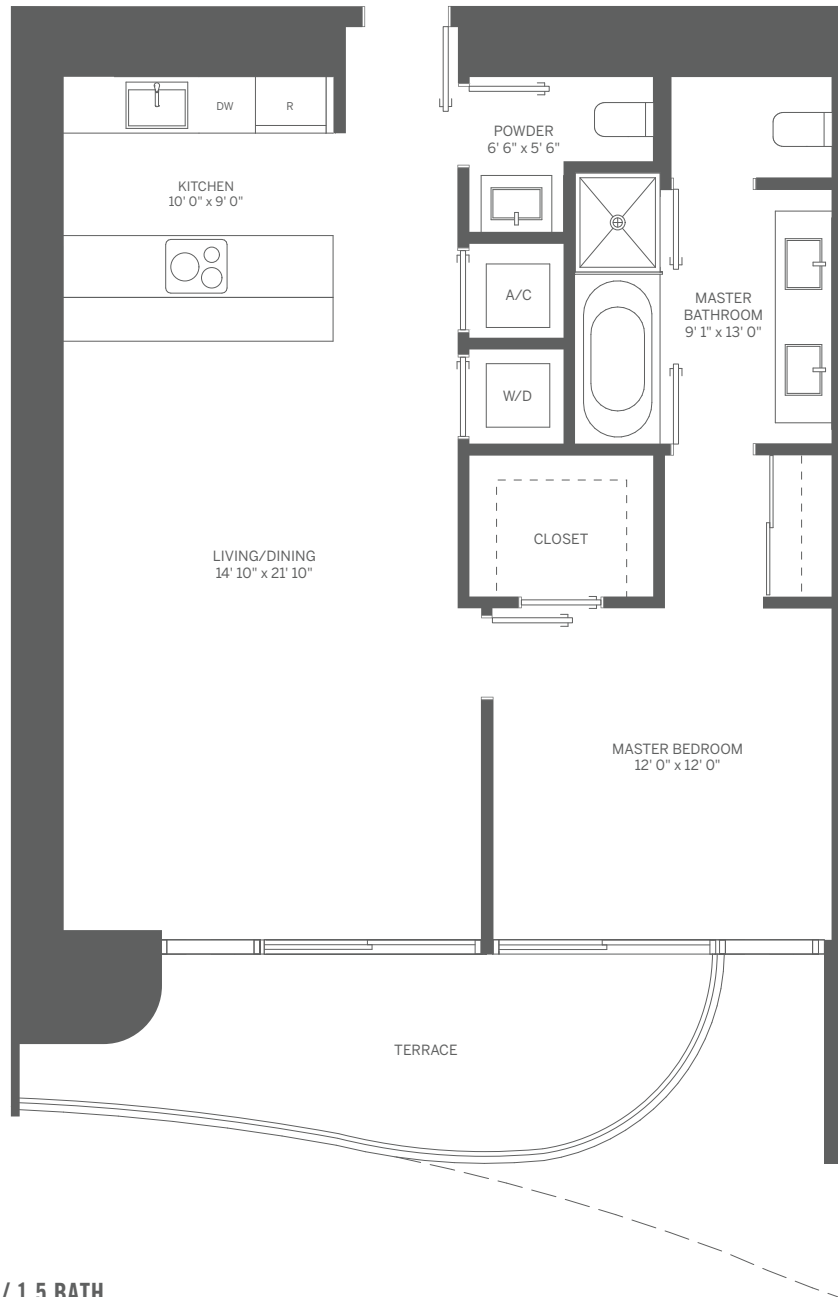 DW
R
POWDER
6' 6" x 5' 6"
KITCHEN
10' 0" x 9' 0"
A/C
MASTER
BATHROOM
9' 1" x 13' 0"
W/D
CLOSET
LIVING/DINING
14' 10" x 21' 10"
MASTER BEDROOM
12' 0" x 12' 0"
TERRACE
/ 1.5 BATH